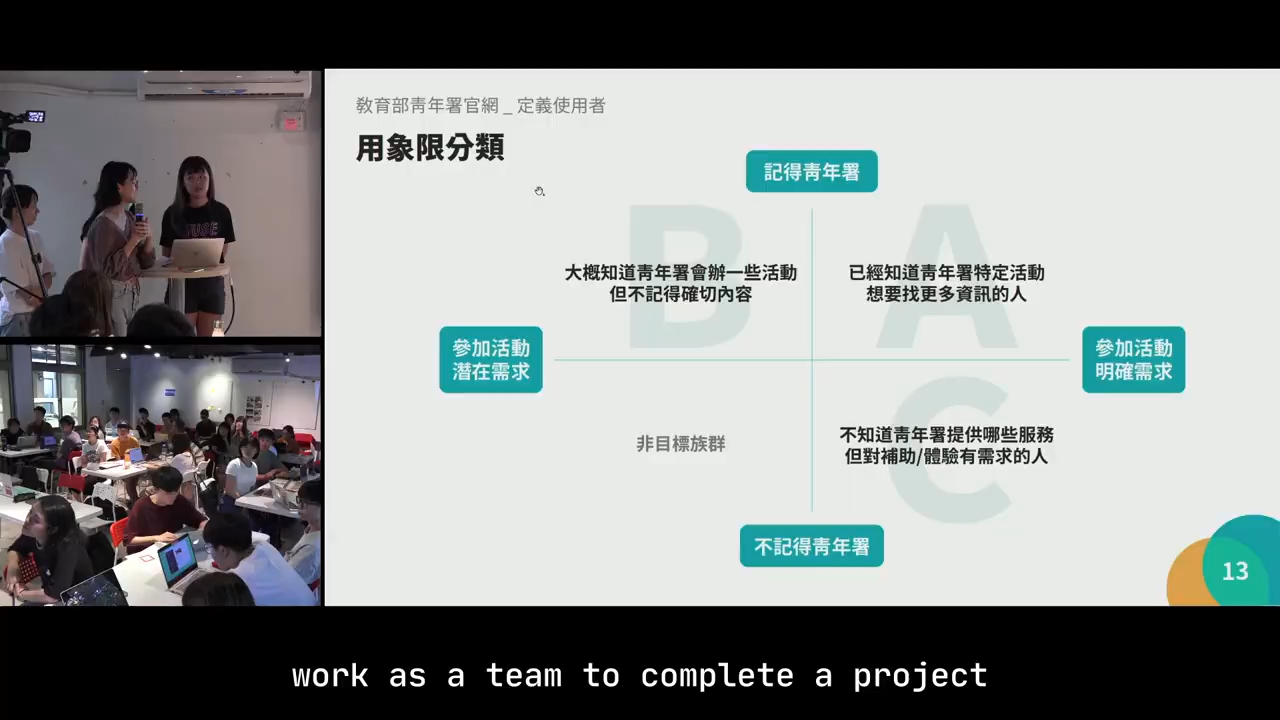 教育部青年署官網 _ 定義使用者
用象限分類
記得青年署
B
A
大概知道青年署會辦一些活動
但不記得確切內容
已經知道青年署特定活動
想要找更多資訊的人
參加活動
潛在需求
參加活動
明確需求
C
非目標族群
不知道青年署提供哪些服務
但對補助/體驗有需求的人
不記得青年署
13
work as a team to complete a project